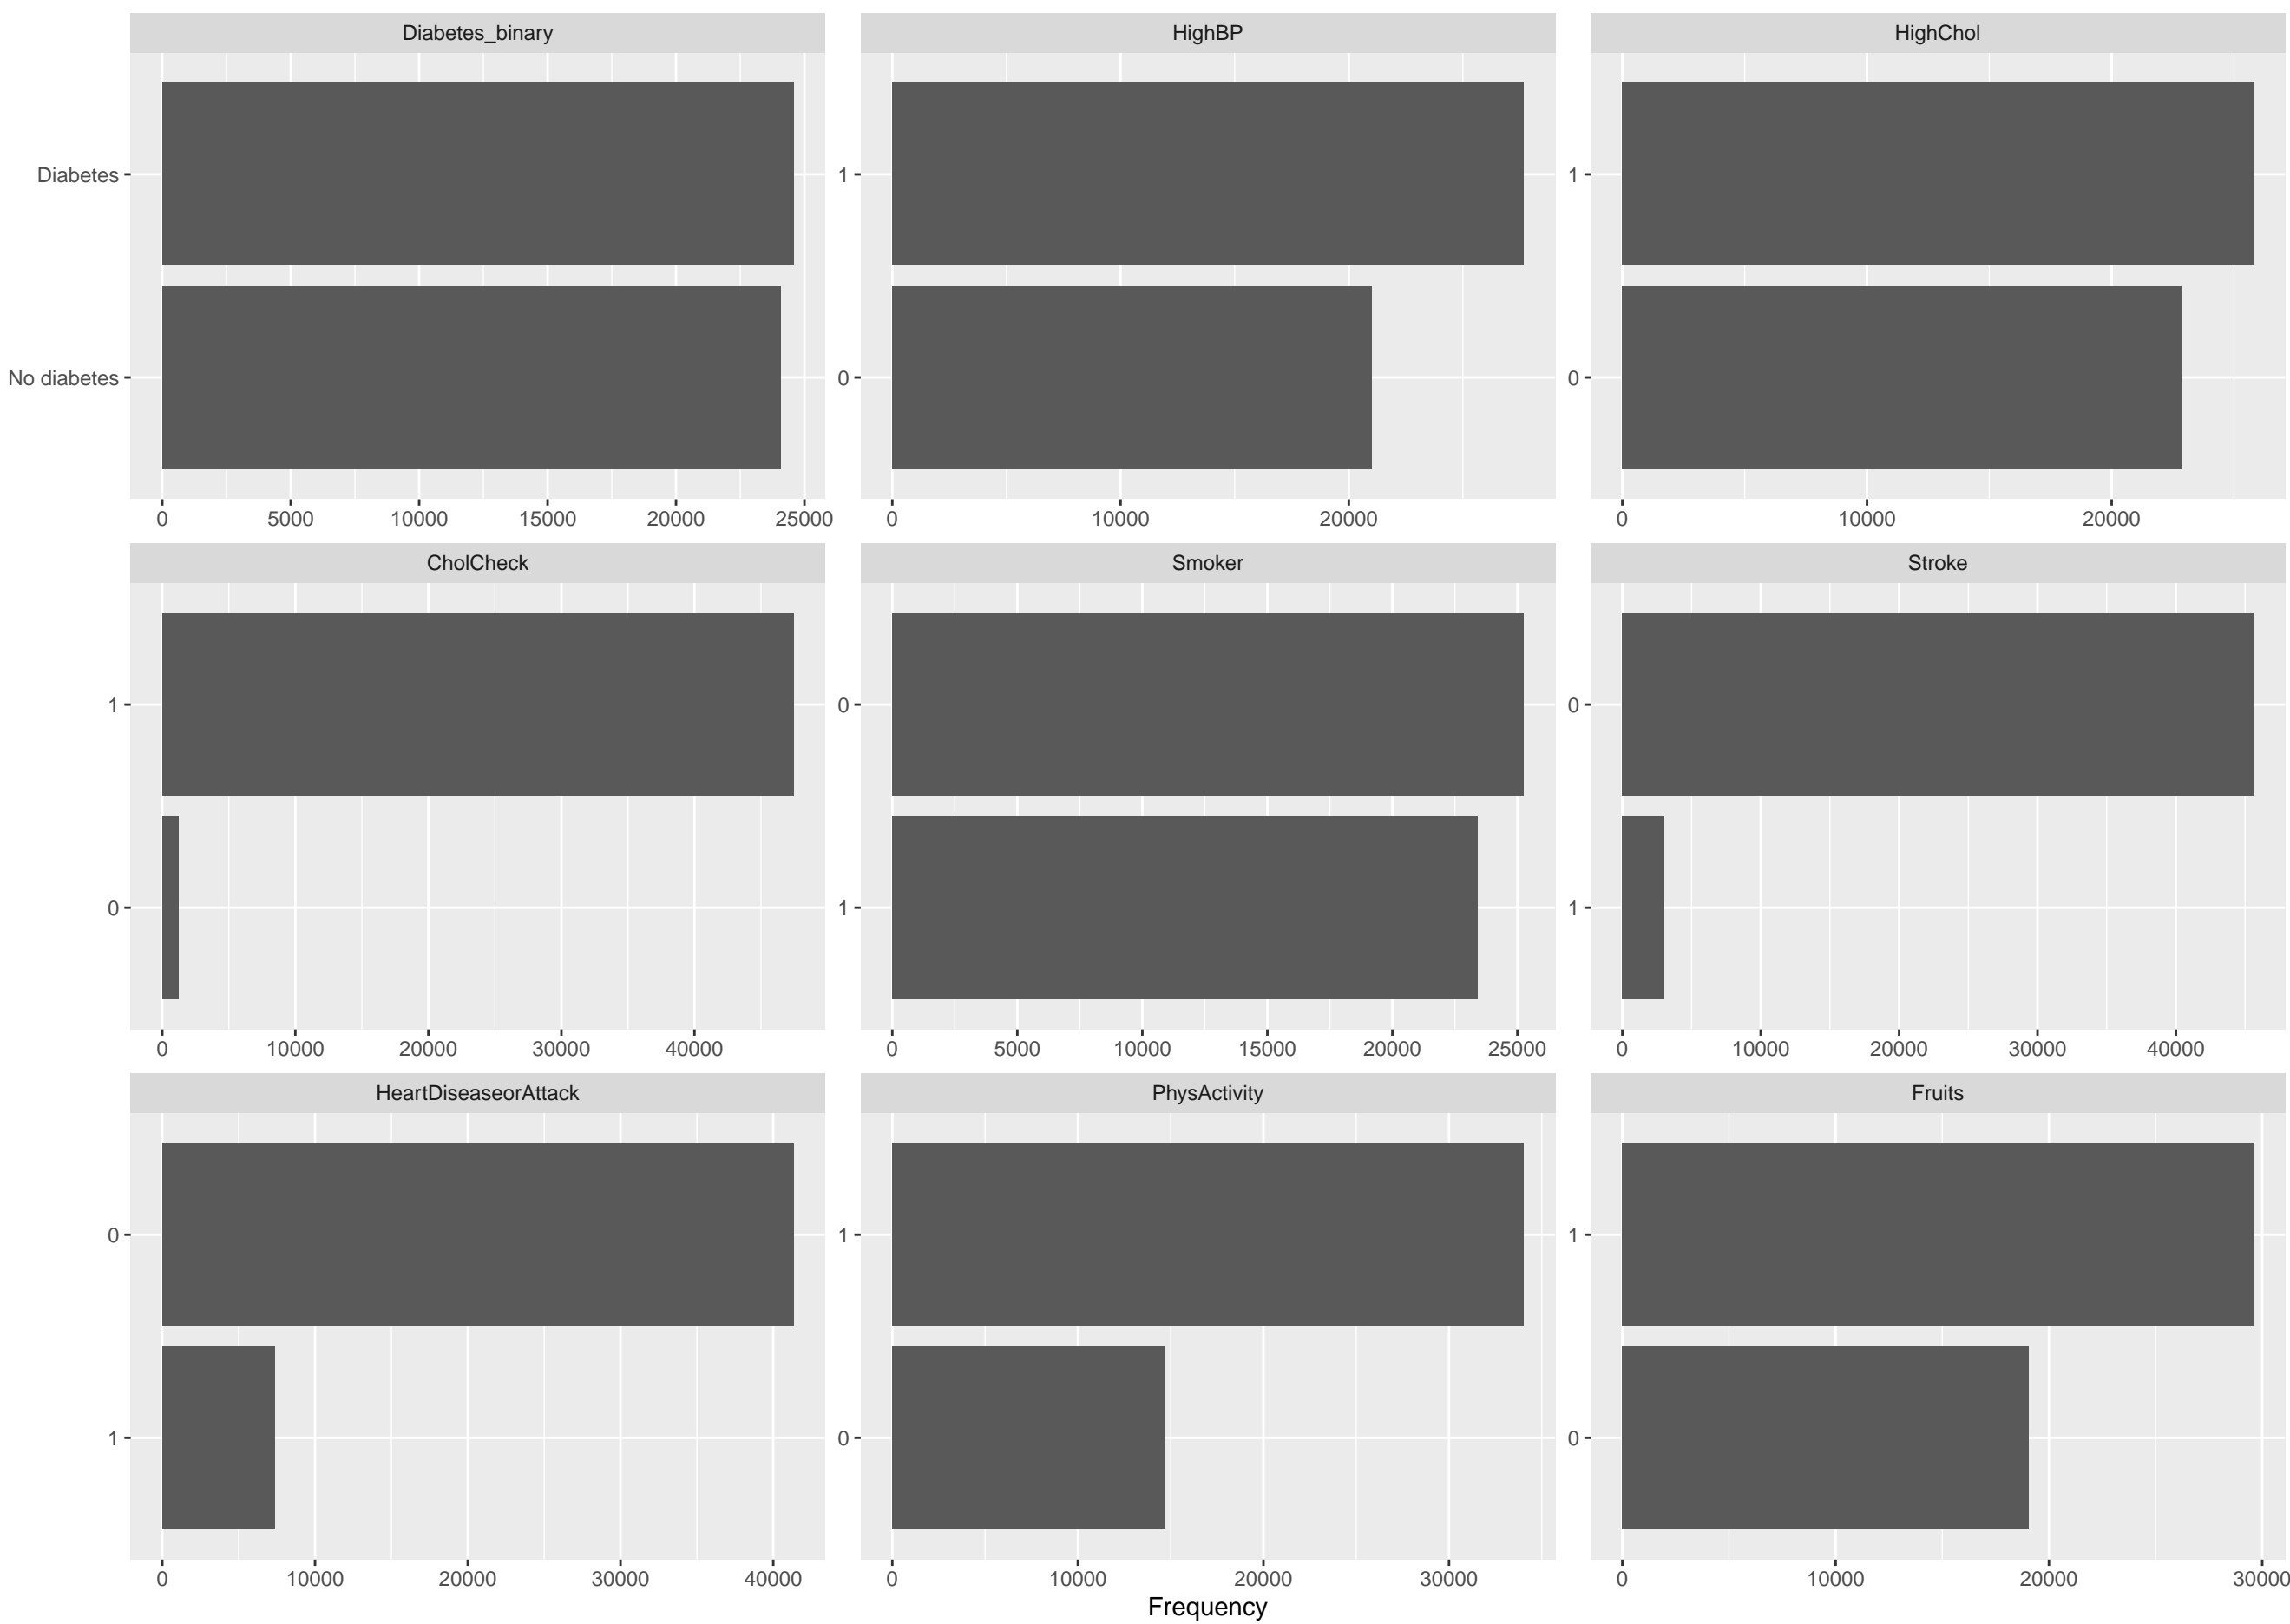 Diabetes_binary
HighBP
HighChol
Diabetes
No diabetes
1
0
1
0
0 5000 10000 15000 20000 25000
0 10000 20000
0 10000 20000
CholCheck
Smoker
Stroke
1
0
0
1
0
1
0 10000 20000 30000 40000
0 5000 10000 15000 20000 25000
0 10000 20000 30000 40000
HeartDiseaseorAttack
PhysActivity
Fruits
0
1
1
0
1
0
0 10000 20000 30000 40000
0 10000 20000 30000
0 10000 20000 30000
Frequency